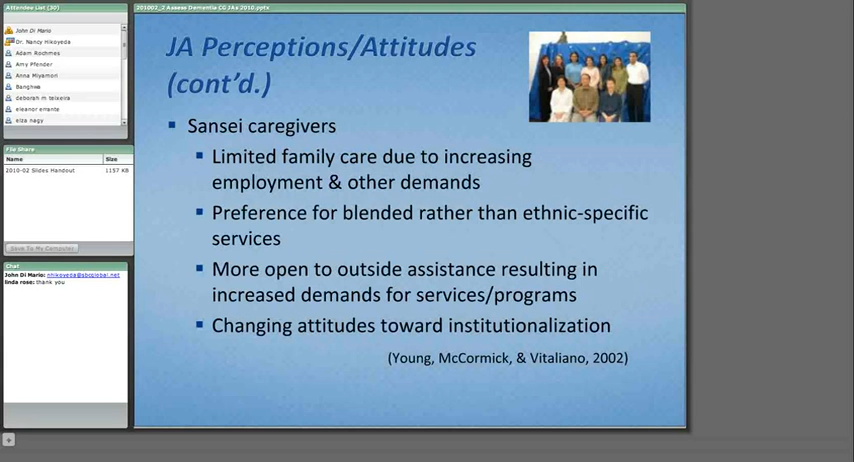 Attendee List (30)
John Di Mario
Dr. Nancy Hikoyeda
Adam Rochmes
Amy Pfender
Anna Miyamori
Banghwa
deborah m teixeira
eleanor errante
elza nagy
File Share
Name Size
2010-02 Slides Handout 1157 KB
Save To My Computer
Chat
John Di Mario: nhikoyeda@sbcglobal.net
linda rose: thank you
201002_2 Assess Dementia CG JAs 2010.pptx
JA Perceptions/Attitudes
(cont'd.)
Sansei caregivers
Limited family care due to increasing
employment & other demands
Preference for blended rather than ethnic-specific
services
More open to outside assistance resulting in
increased demands for services/programs
Changing attitudes toward institutionalization
(Young, McCormick, & Vitaliano, 2002)